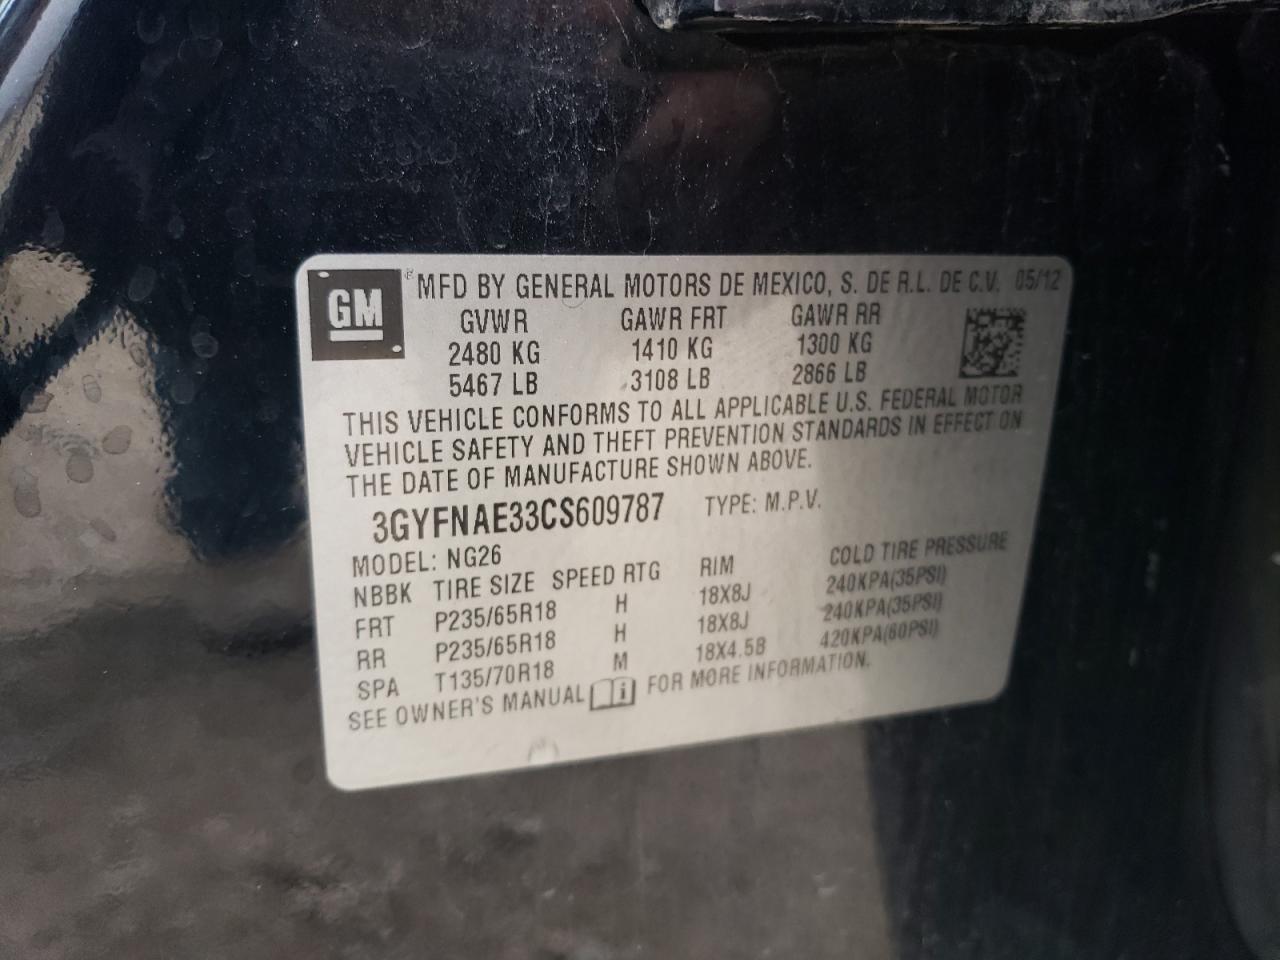 GM ® MFD BY GENERAL MOTORS DE MEXICO, S. DE R.L. DE C.V. 05/12
GVWR GAWR FRT GAWR RR
2480 KG 1410 KG 1300 KG
5467 LB 3108 LB 2866 LB
THIS VEHICLE CONFORMS TO ALL APPLICABLE U.S. FEDERAL MOTOR
VEHICLE SAFETY AND THEFT PREVENTION STANDARDS IN EFFECT ON
THE DATE OF MANUFACTURE SHOWN ABOVE.
3GYFNAE33CS609787 TYPE: M.P.V.
MODEL: NG26
NBBK TIRE SIZE SPEED RTG RIM COLD TIRE PRESSURE
FRT P235/65R18 H 18X8J 240KPA(35PSI)
RR P235/65R18 H 18X8J 240KPA(35PSI)
SPA T135/70R18 M 18X4.5B 420KPA(60PSI)
SEE OWNER'S MANUAL i FOR MORE INFORMATION.